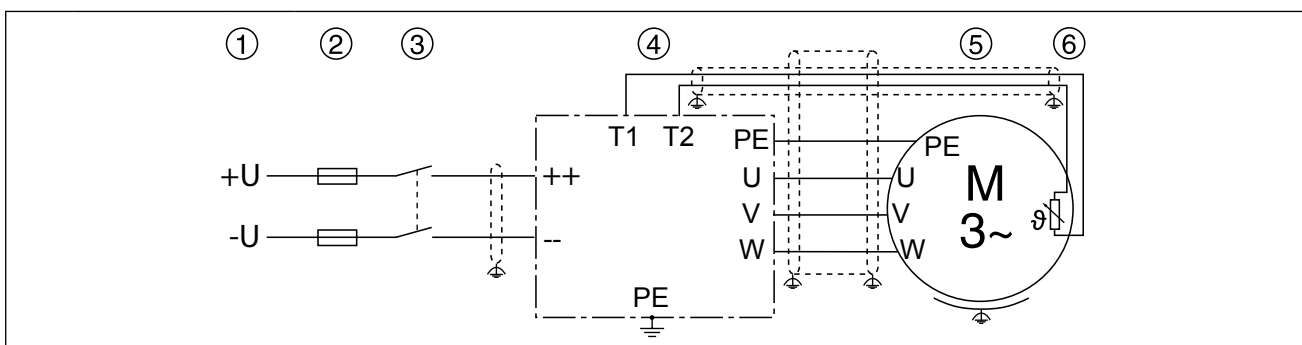 ① ② ③ ④ ⑤ ⑥
T1 T2
PE PE
+U ++ U U M
V V 3~ ϑ
-U -- W W
PE